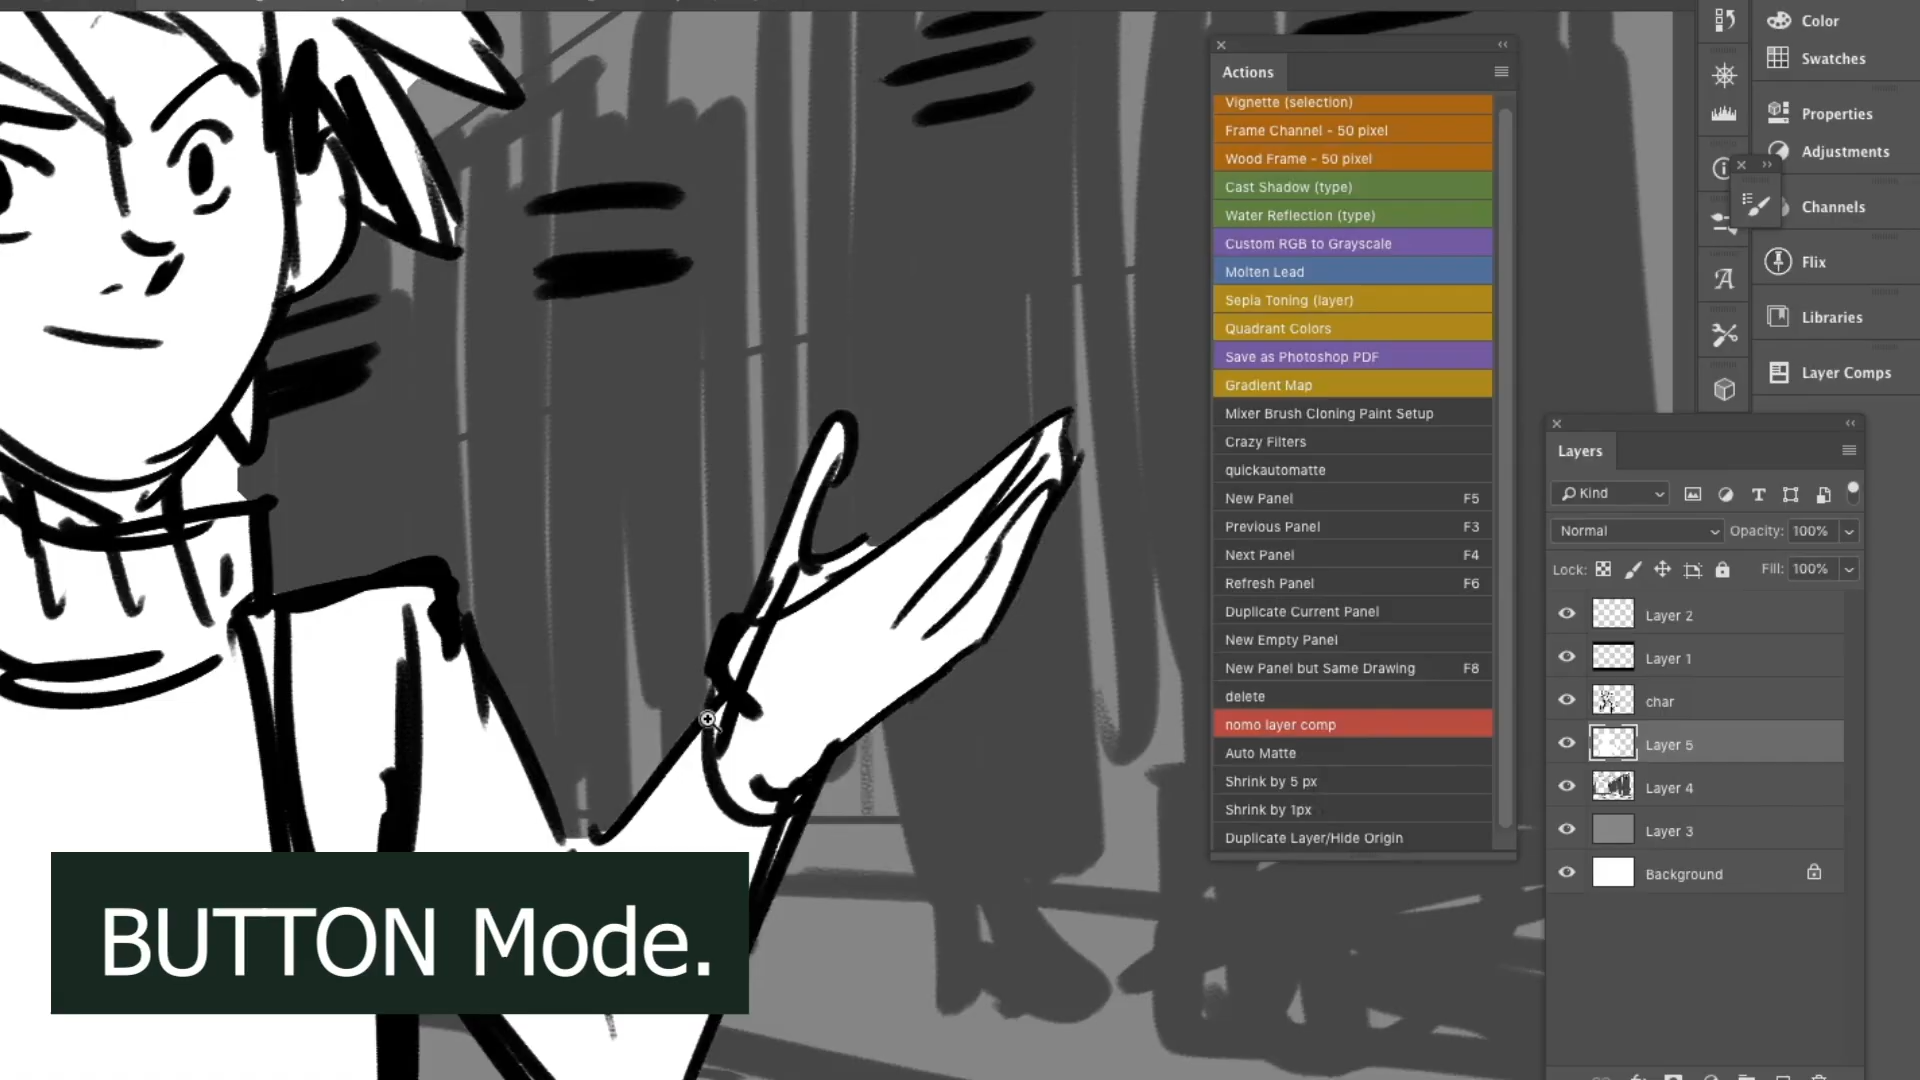 Color
Swatches
Properties
Adjustments
Channels
Flix
Libraries
Layer Comps
Actions
Vignette (selection)
Frame Channel - 50 pixel
Wood Frame - 50 pixel
Cast Shadow (type)
Water Reflection (type)
Custom RGB to Grayscale
Molten Lead
Sepia Toning (layer)
Quadrant Colors
Save as Photoshop PDF
Gradient Map
Mixer Brush Cloning Paint Setup
Crazy Filters
quickautomatte
New Panel F5
Previous Panel F3
Next Panel F4
Refresh Panel F6
Duplicate Current Panel
New Empty Panel
New Panel but Same Drawing F8
delete
nomo layer comp
Auto Matte
Shrink by 5 px
Shrink by 1px
Duplicate Layer/Hide Origin
Layers
Kind
Normal Opacity: 100%
Lock: Fill: 100%
Layer 2
Layer 1
char
Layer 5
Layer 4
Layer 3
Background
BUTTON Mode.